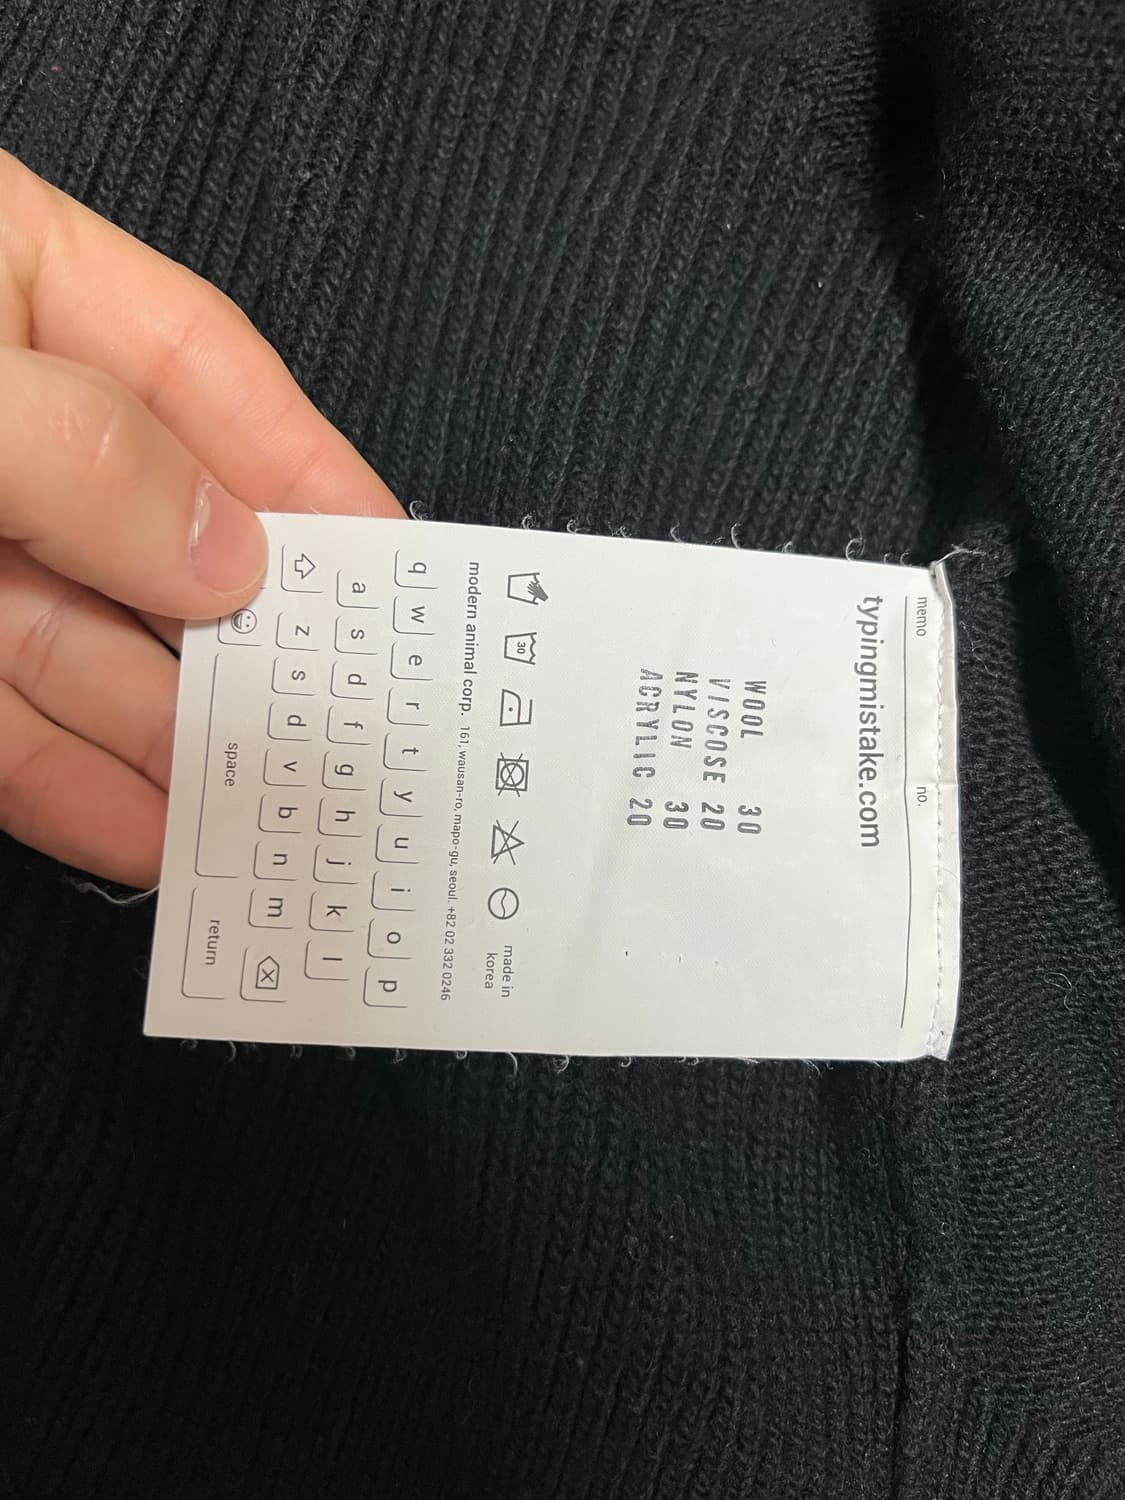 memo no.
typingmistake.com
WOOL 30
VISCOSE 20
NYLON 30
ACRYLIC 20
30
made in
korea
modern animal corp. 161, wausan-ro, mapo-gu, seoul. +82 02 332 0246
q w e r t y u i o p
a s d f g h j k l
z s d v b n m
space return